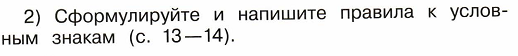 2) Сформулируйте и напишите правила к услов-
ным знакам (с. 13—14).